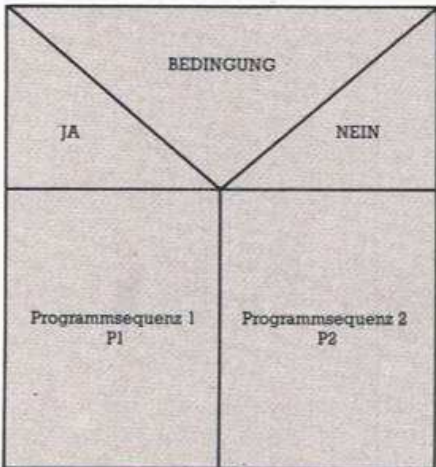 BEDINGUNG
JA
NEIN
Programmsequenz 1
P1
Programmsequenz 2
P2